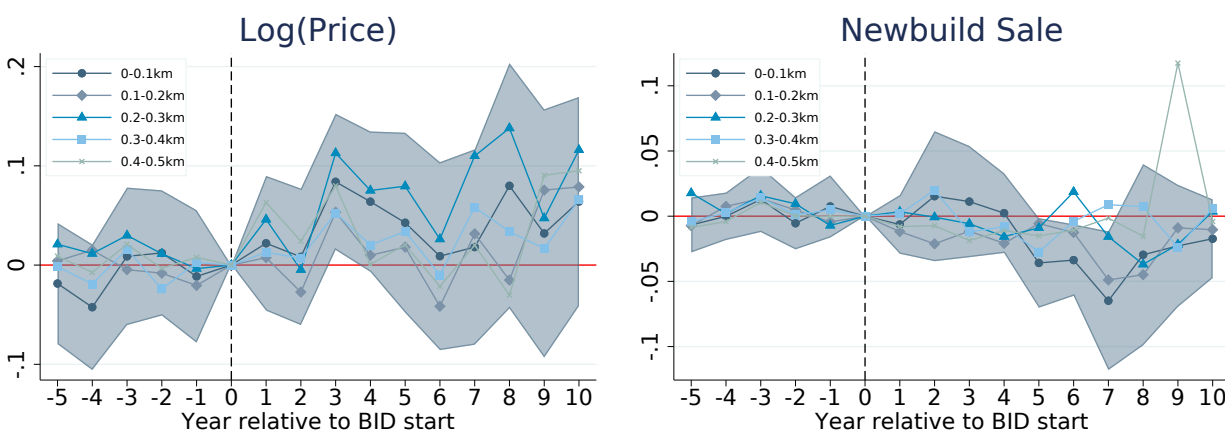 Log(Price)
.2
.1
0
-.1
0-0.1km
0.1-0.2km
0.2-0.3km
0.3-0.4km
0.4-0.5km
-5 -4 -3 -2 -1 0 1 2 3 4 5 6 7 8 9 10
Year relative to BID start
Newbuild Sale
.1
.05
0
-.05
-.1
0-0.1km
0.1-0.2km
0.2-0.3km
0.3-0.4km
0.4-0.5km
-5 -4 -3 -2 -1 0 1 2 3 4 5 6 7 8 9 10
Year relative to BID start